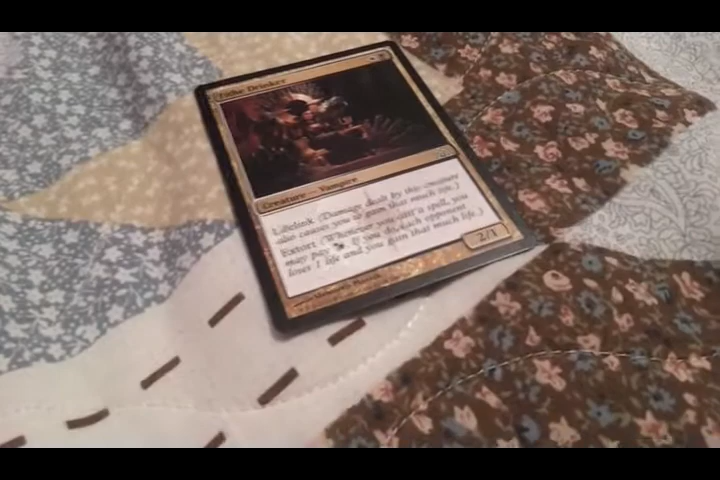 Tithe Drinker
Creature — Vampire
Lifelink (Damage dealt by this creature
also causes you to gain that much life.)
Extort (Whenever you cast a spell, you
may pay . If you do, each opponent
loses 1 life and you gain that much life.)
2/1